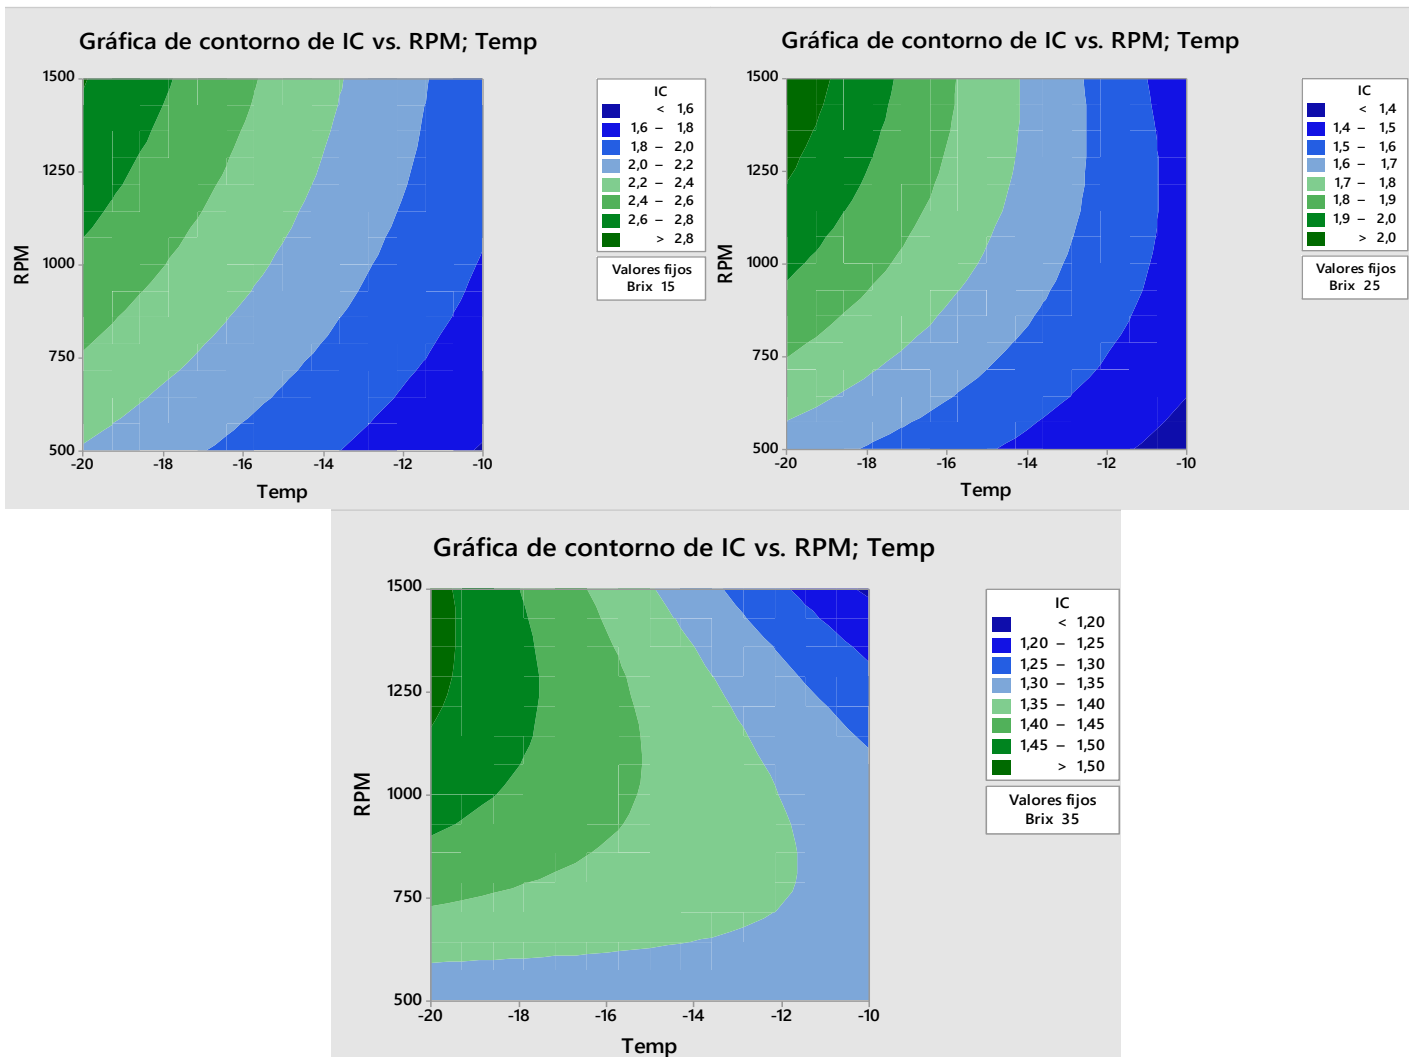 Gráfica de contorno de IC vs. RPM; Temp
1500
1250
1000
750
500
RPM
-20 -18 -16 -14 -12 -10
Temp
IC
< 1,6
1,6 – 1,8
1,8 – 2,0
2,0 – 2,2
2,2 – 2,4
2,4 – 2,6
2,6 – 2,8
> 2,8
Valores fijos
Brix 15
Gráfica de contorno de IC vs. RPM; Temp
1500
1250
1000
750
500
RPM
-20 -18 -16 -14 -12 -10
Temp
IC
< 1,4
1,4 – 1,5
1,5 – 1,6
1,6 – 1,7
1,7 – 1,8
1,8 – 1,9
1,9 – 2,0
> 2,0
Valores fijos
Brix 25
Gráfica de contorno de IC vs. RPM; Temp
1500
1250
1000
750
500
RPM
-20 -18 -16 -14 -12 -10
Temp
IC
< 1,20
1,20 – 1,25
1,25 – 1,30
1,30 – 1,35
1,35 – 1,40
1,40 – 1,45
1,45 – 1,50
> 1,50
Valores fijos
Brix 35